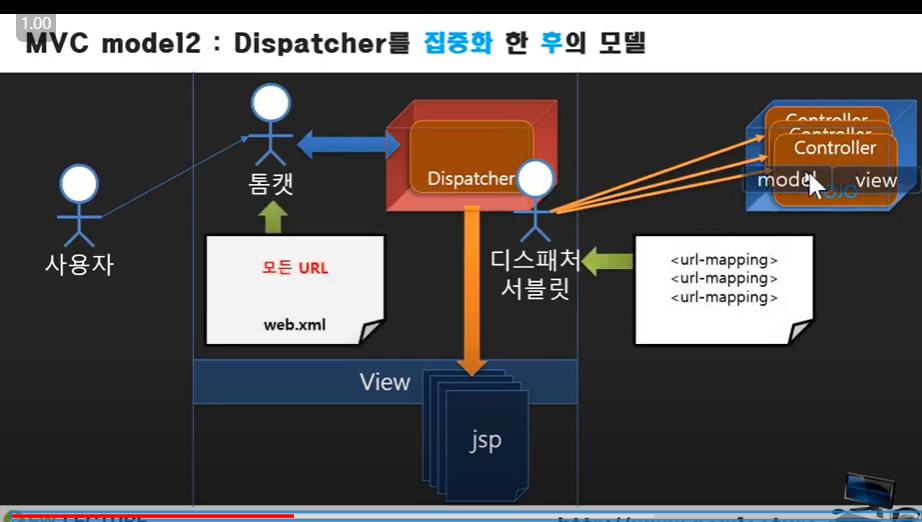 1.00
MVC model2 : Dispatcher를 집중화 한 후의 모델
톰캣
사용자
모든 URL
web.xml
Dispatcher
디스패처
서블릿
Controller
Controller
Controller
model
view
POJO
<url-mapping>
<url-mapping>
<url-mapping>
View
jsp